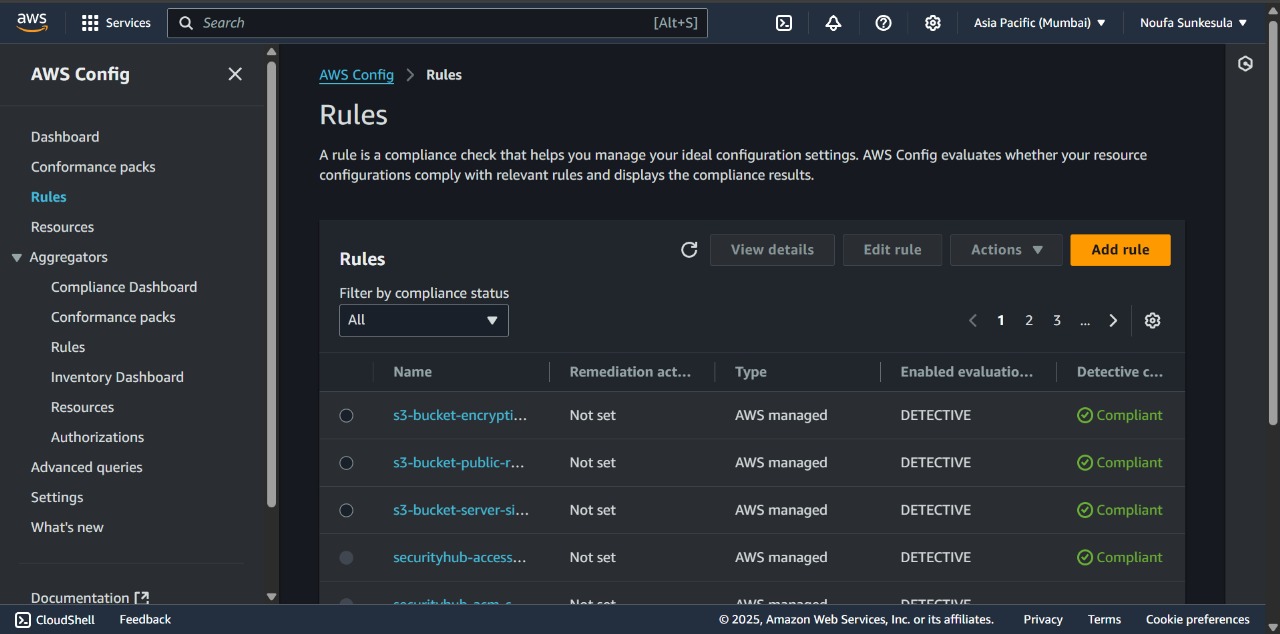 aws
Services
Search
[Alt+S]
Asia Pacific (Mumbai)
Noufa Sunkesula
AWS Config
Dashboard
Conformance packs
Rules
Resources
Aggregators
Compliance Dashboard
Conformance packs
Rules
Inventory Dashboard
Resources
Authorizations
Advanced queries
Settings
What's new
Documentation
AWS Config > Rules
Rules
A rule is a compliance check that helps you manage your ideal configuration settings. AWS Config evaluates whether your resource
configurations comply with relevant rules and displays the compliance results.
Rules
View details
Edit rule
Actions
Add rule
Filter by compliance status
All
1 2 3 ...
Name Remediation act... Type Enabled evaluatio... Detective c...
s3-bucket-encrypti... Not set AWS managed DETECTIVE Compliant
s3-bucket-public-r... Not set AWS managed DETECTIVE Compliant
s3-bucket-server-si... Not set AWS managed DETECTIVE Compliant
securityhub-access... Not set AWS managed DETECTIVE Compliant
securityhub-acm-c... Not set AWS managed DETECTIVE
CloudShell
Feedback
© 2025, Amazon Web Services, Inc. or its affiliates.
Privacy
Terms
Cookie preferences